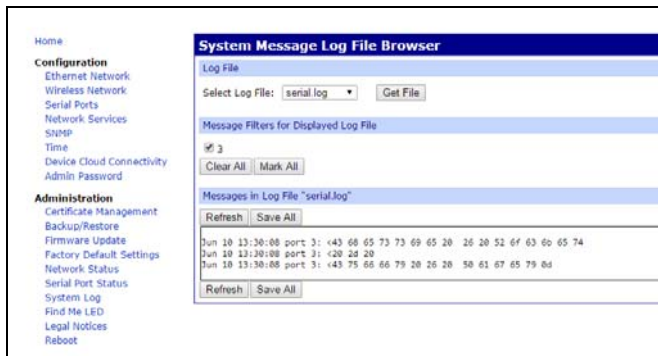 Home
Configuration
Ethernet Network
Wireless Network
Serial Ports
Network Services
SNMP
Time
Device Cloud Connectivity
Admin Password
Administration
Certificate Management
Backup/Restore
Firmware Update
Factory Default Settings
Network Status
Serial Port Status
System Log
Find Me LED
Legal Notices
Reboot
System Message Log File Browser
Log File
Select Log File: serial.log Get File
Message Filters for Displayed Log File
3
Clear All Mark All
Messages in Log File "serial.log"
Refresh Save All
Jun 10 13:30:08 port 3: <43 68 65 73 73 69 65 20 26 20 52 6f 63 6b 65 74
Jun 10 13:30:08 port 3: <20 2d 20
Jun 10 13:30:08 port 3: <43 75 66 66 79 20 26 20 50 61 67 65 79 0d
Refresh Save All